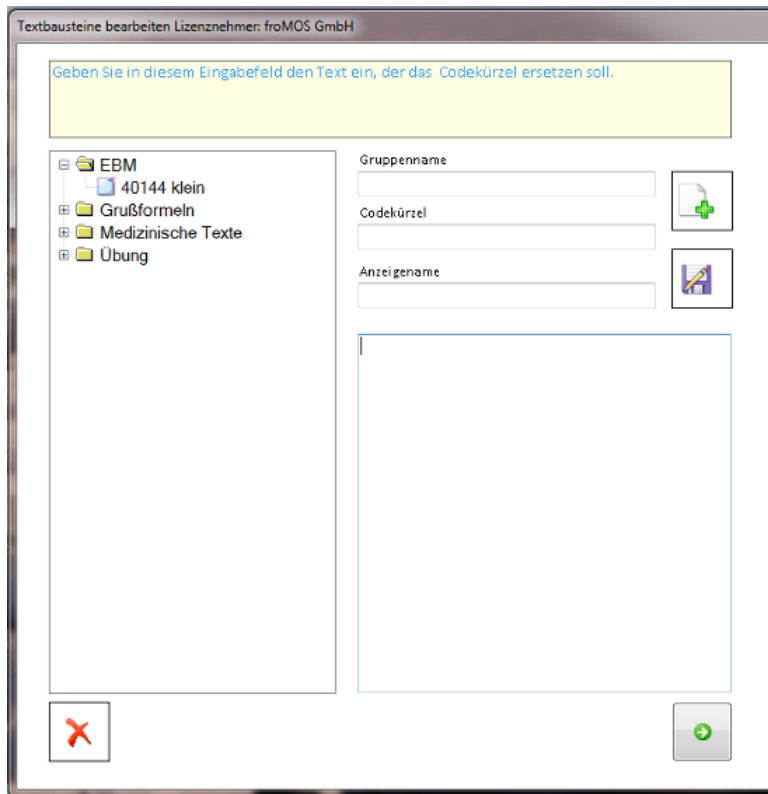 Textbausteine bearbeiten Lizenznehmer: froMOS GmbH
Geben Sie in diesem Eingabefeld den Text ein, der das Codekürzel ersetzen soll.
EBM
40144 klein
Grußformeln
Medizinische Texte
Übung
Gruppenname
Codekürzel
Anzeigename